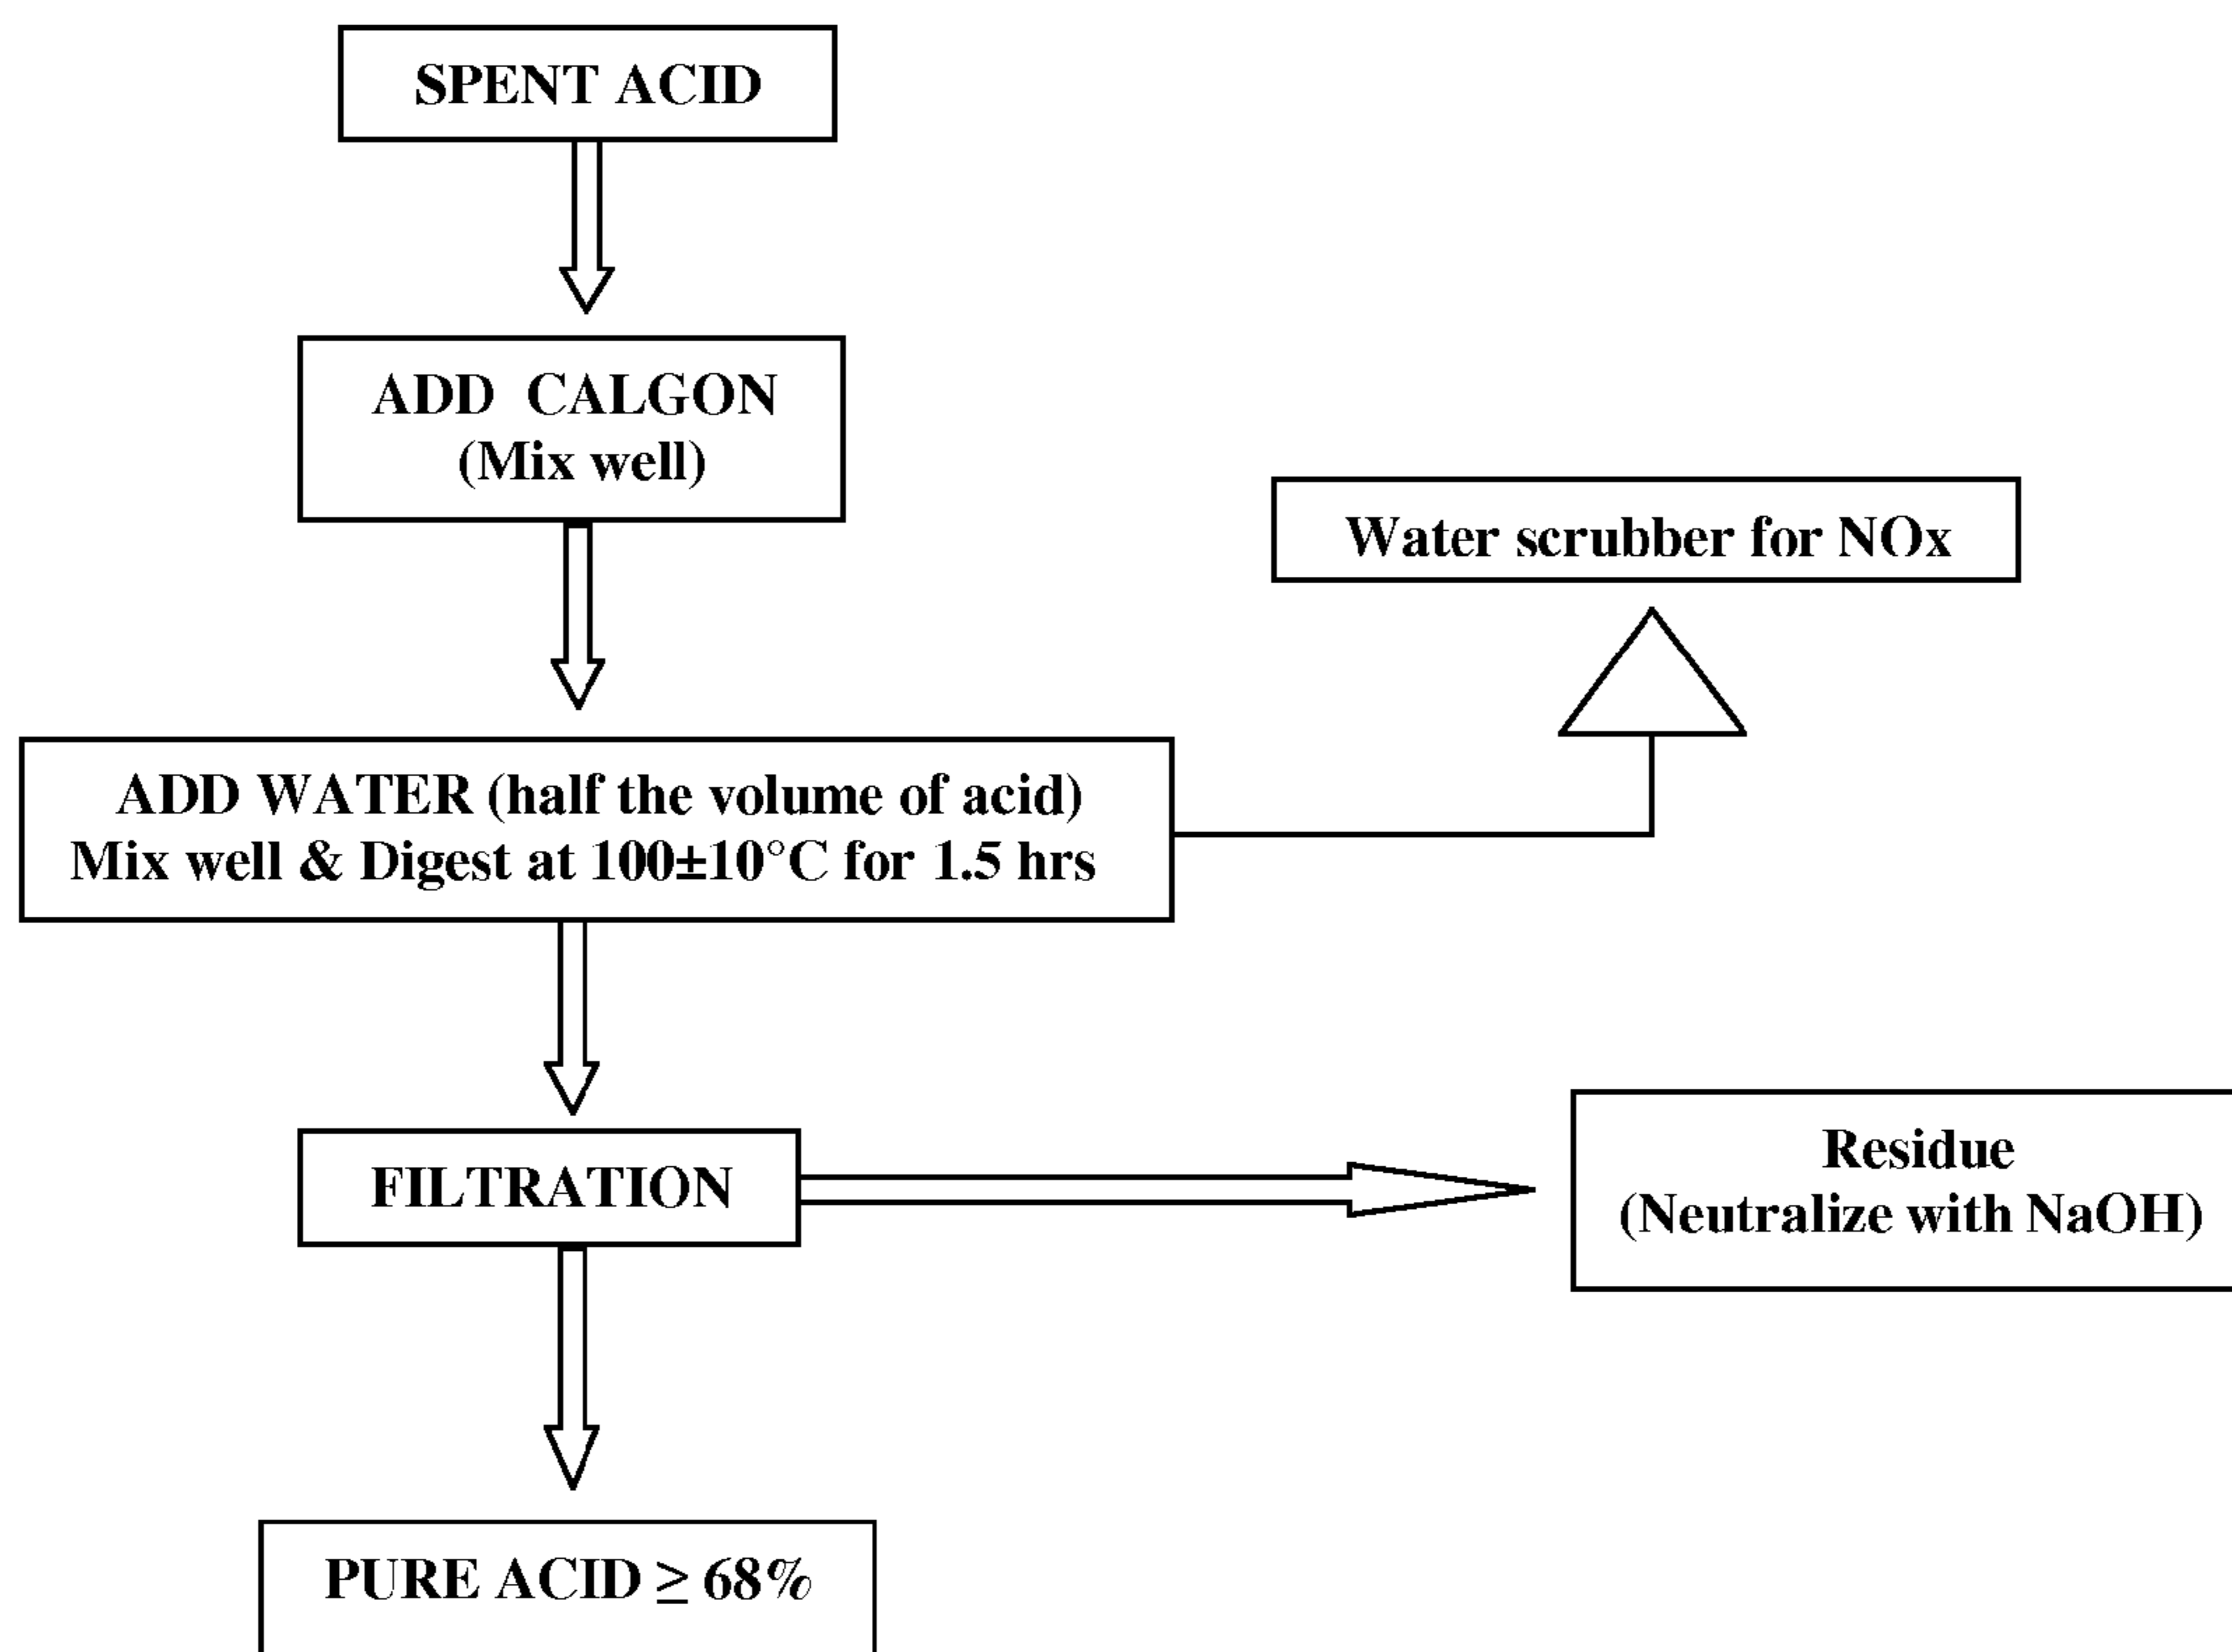 SPENT ACID
ADD CALGON
(Mix well)
Water scrubber for NOx
ADD WATER (half the volume of acid)
Mix well & Digest at 100±10°C for 1.5 hrs
FILTRATION
Residue
(Neutralize with NaOH)
PURE ACID ≥ 68%